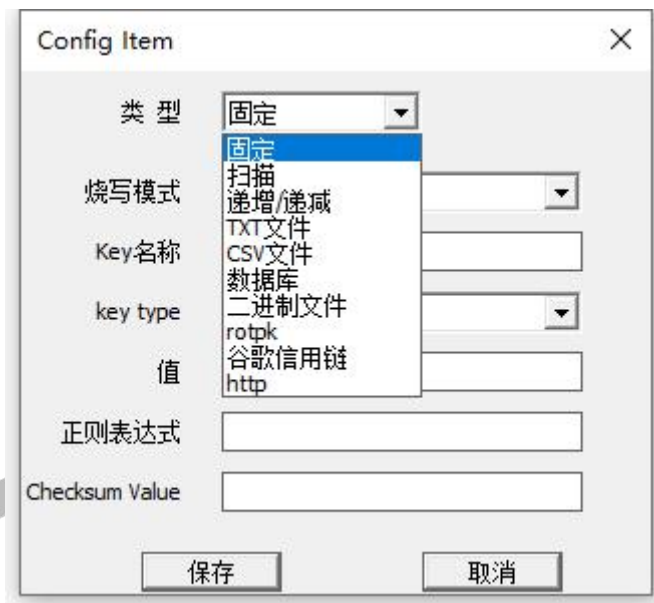 Config Item
类 型
固定
固定
扫描
递增/递减
TXT文件
CSV文件
数据库
二进制文件
rotpk
谷歌信用链
http
烧写模式
Key名称
key type
值
正则表达式
Checksum Value
保存
取消